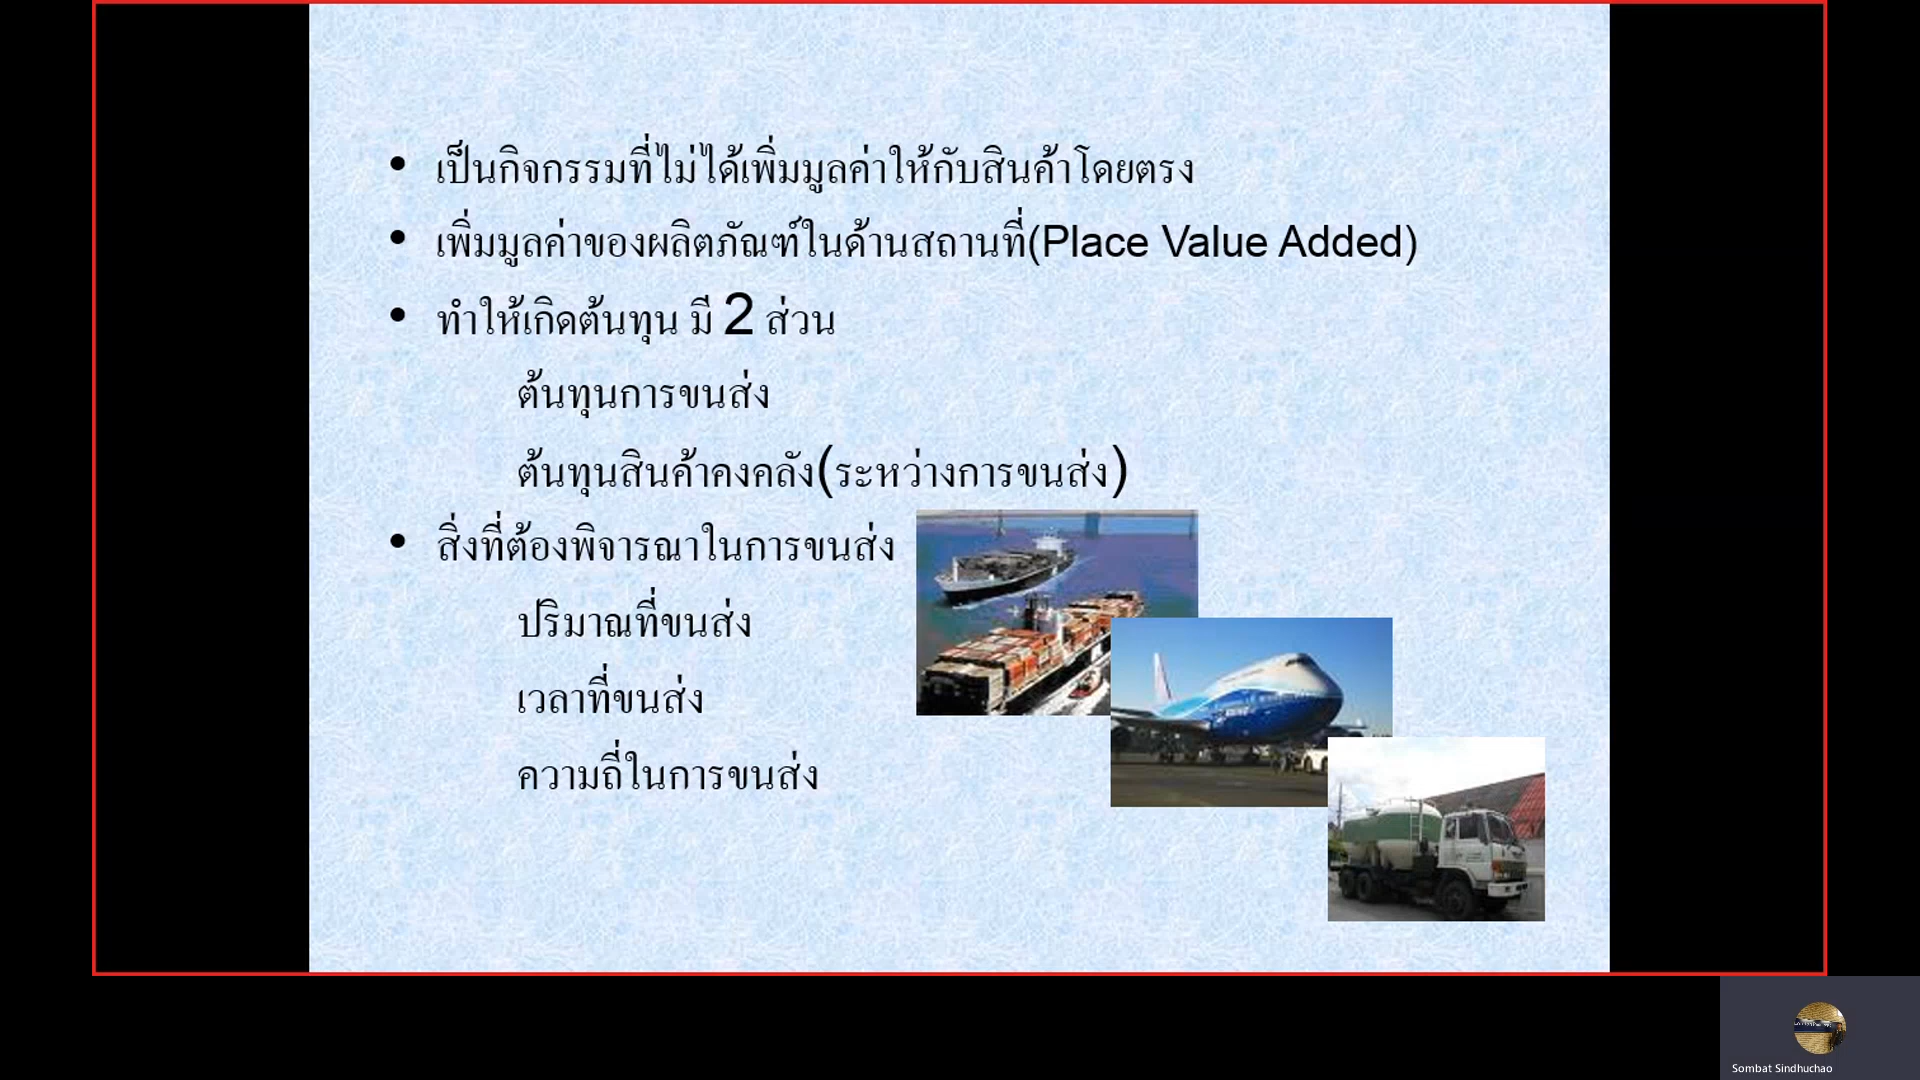 • เป็นกิจกรรมที่ไม่ได้เพิ่มมูลค่าให้กับสินค้าโดยตรง
• เพิ่มมูลค่าของผลิตภัณฑ์ในด้านสถานที่(Place Value Added)
• ทำให้เกิดต้นทุน มี 2 ส่วน
ต้นทุนการขนส่ง
ต้นทุนสินค้าคงคลัง(ระหว่างการขนส่ง)
• สิ่งที่ต้องพิจารณาในการขนส่ง
ปริมาณที่ขนส่ง
เวลาที่ขนส่ง
ความถี่ในการขนส่ง
Sombat Sindhuchao